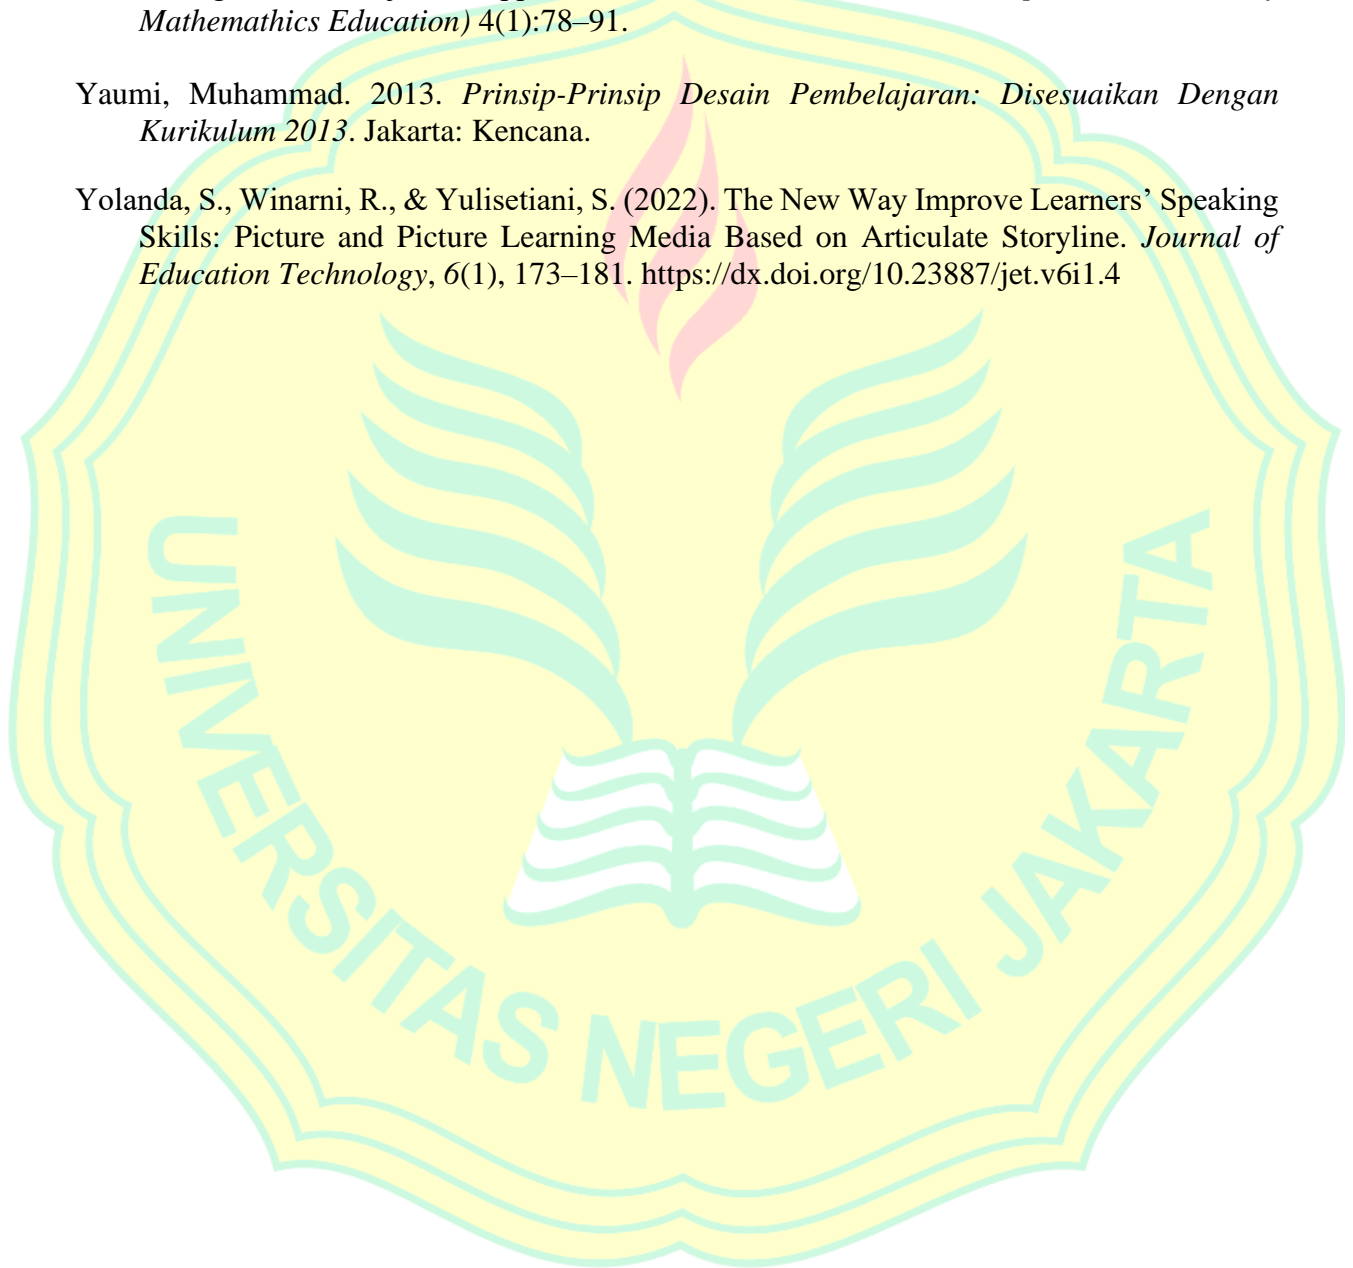 Mathemathics Education) 4(1):78–91.
Yaumi, Muhammad. 2013. Prinsip-Prinsip Desain Pembelajaran: Disesuaikan Dengan
Kurikulum 2013. Jakarta: Kencana.
Yolanda, S., Winarni, R., & Yulisetiani, S. (2022). The New Way Improve Learners’ Speaking
Skills: Picture and Picture Learning Media Based on Articulate Storyline. Journal of
Education Technology, 6(1), 173–181. https://dx.doi.org/10.23887/jet.v6i1.4
UNIVERSITAS NEGERI JAKARTA